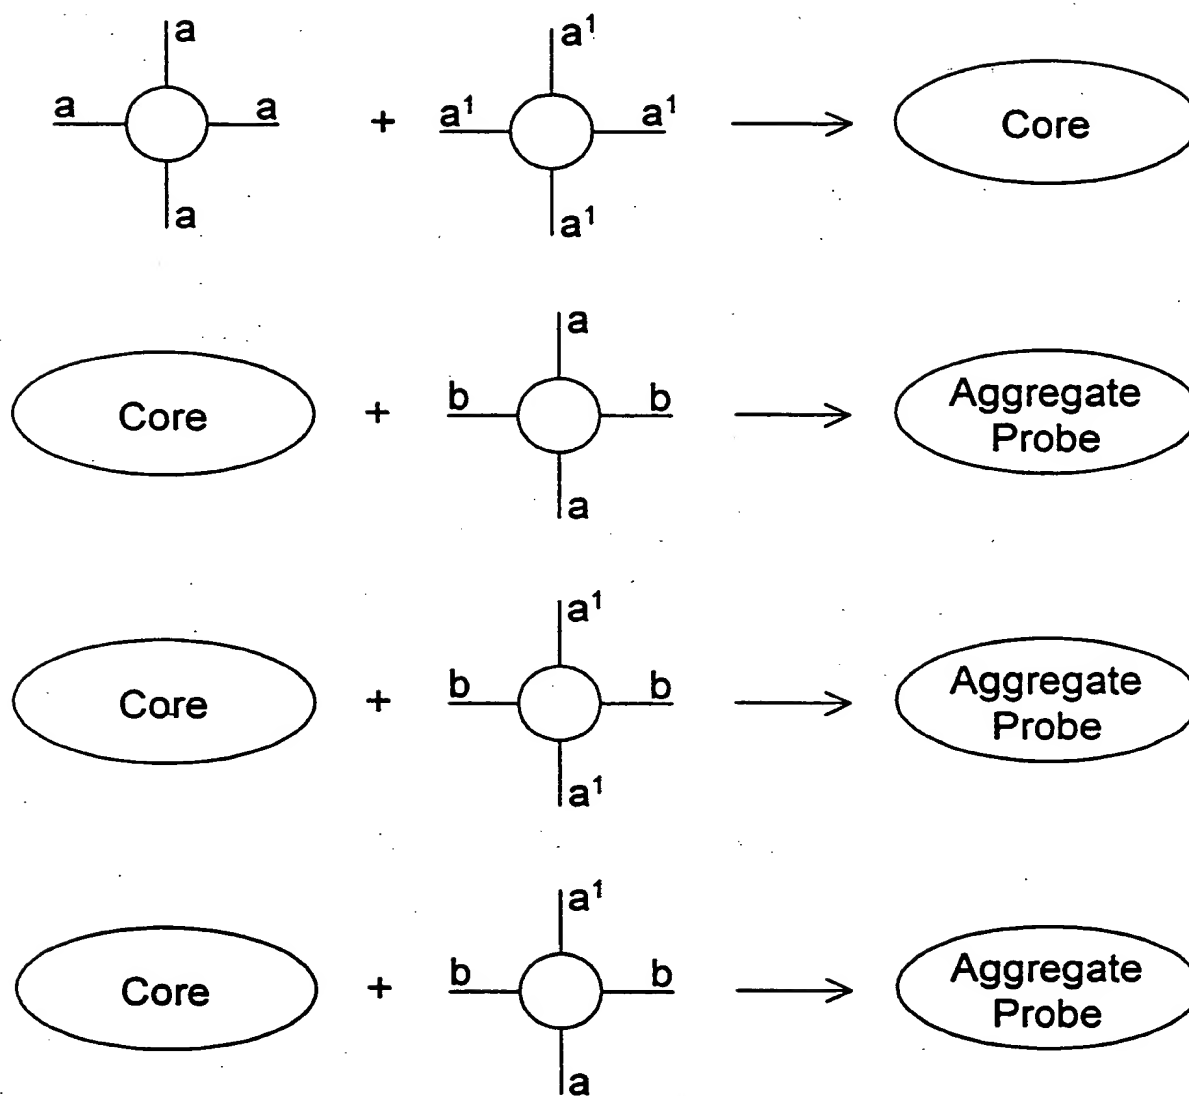 a
a a
a
+
a¹
a¹ a¹
a¹
Core
Core
+
a
b b
a
Aggregate
Probe
Core
+
a¹
b b
a¹
Aggregate
Probe
Core
+
a¹
b b
a
Aggregate
Probe